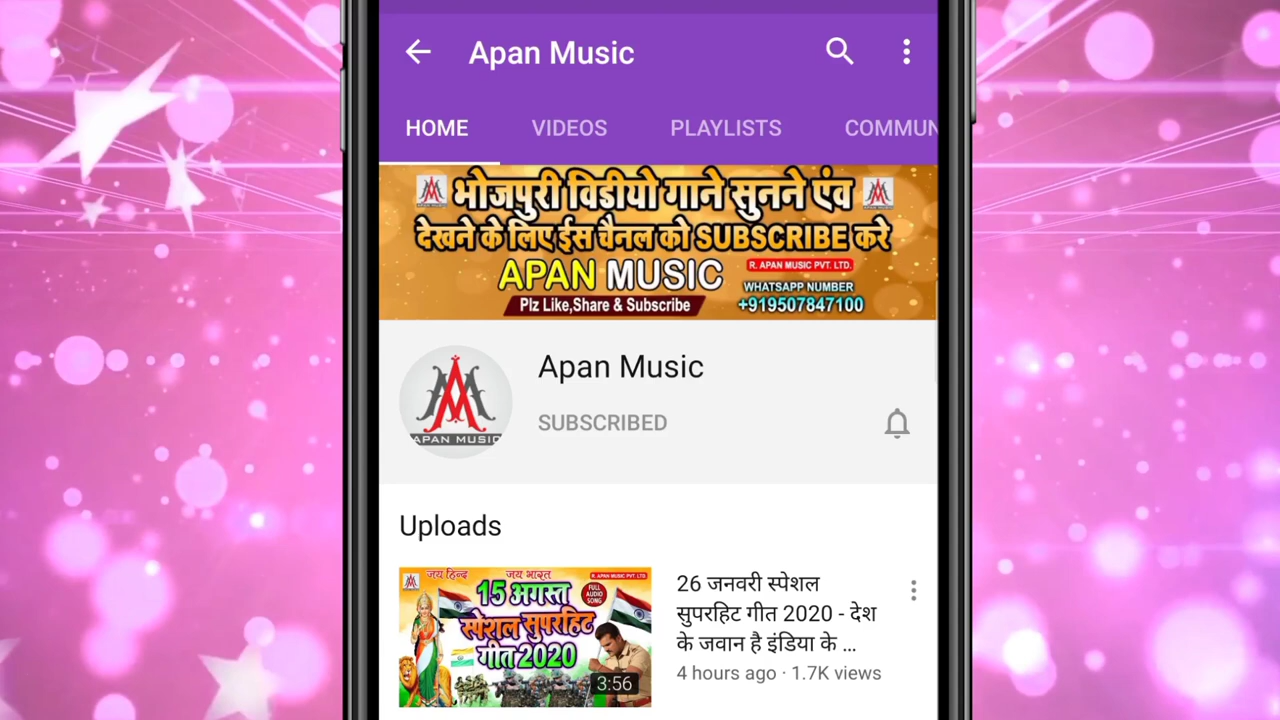 Apan Music
HOME VIDEOS PLAYLISTS COMMUN
भोजपुरी विडीयो गाने सुनने एंव
देखने के लिए ईस चैनल को SUBSCRIBE करे
APAN MUSIC
R. APAN MUSIC PVT. LTD.
WHATSAPP NUMBER
Plz Like,Share & Subscribe
+919507847100
Apan Music
SUBSCRIBED
APAN MUSIC
Uploads
जय हिन्द जय भारत
R. APAN MUSIC PVT. LTD
15 अगस्त
FULL
AUDIO
SONG
स्पेशल सुपरहिट
गीत 2020
3:56
26 जनवरी स्पेशल
सुपरहिट गीत 2020 - देश
के जवान है इंडिया के ...
4 hours ago · 1.7K views